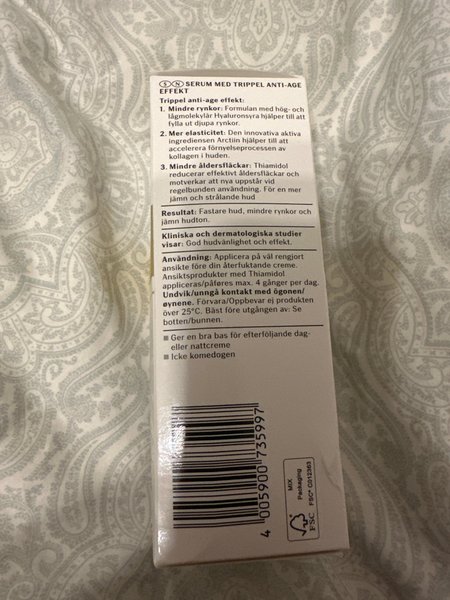 S N SERUM MED TRIPPEL ANTI-AGE
EFFEKT
Trippel anti-age effekt:
1. Mindre rynkor: Formulan med hög- och
lågmolekylär Hyaluronsyra hjälper till att
fylla ut djupa rynkor.
2. Mer elasticitet: Den innovativa aktiva
ingrediensen Arctiin hjälper till att
accelerera förnyelseprocessen av
kollagen i huden.
3. Mindre åldersfläckar: Thiamidol
reducerar effektivt åldersfläckar och
motverkar att nya uppstår vid
regelbunden användning. För en mer
jämn och strålande hud
Resultat: Fastare hud, mindre rynkor och
jämn hudton.
Kliniska och dermatologiska studier
visar: God hudvänlighet och effekt.
Användning: Applicera på väl rengjort
ansikte före din återfuktande creme.
Ansiktsprodukter med Thiamidol
appliceras/påføres max. 4 gånger per dag.
Undvik/unngå kontakt med ögonen/
øynene. Förvara/Oppbevar ej produkten
över 25°C. Bäst före utgången av: Se
botten/bunnen.
Ger en bra bas för efterföljande dag-
eller nattcreme
Icke komedogen
4 005900 735997
MIX
Packaging
FSC® C012363
FSC